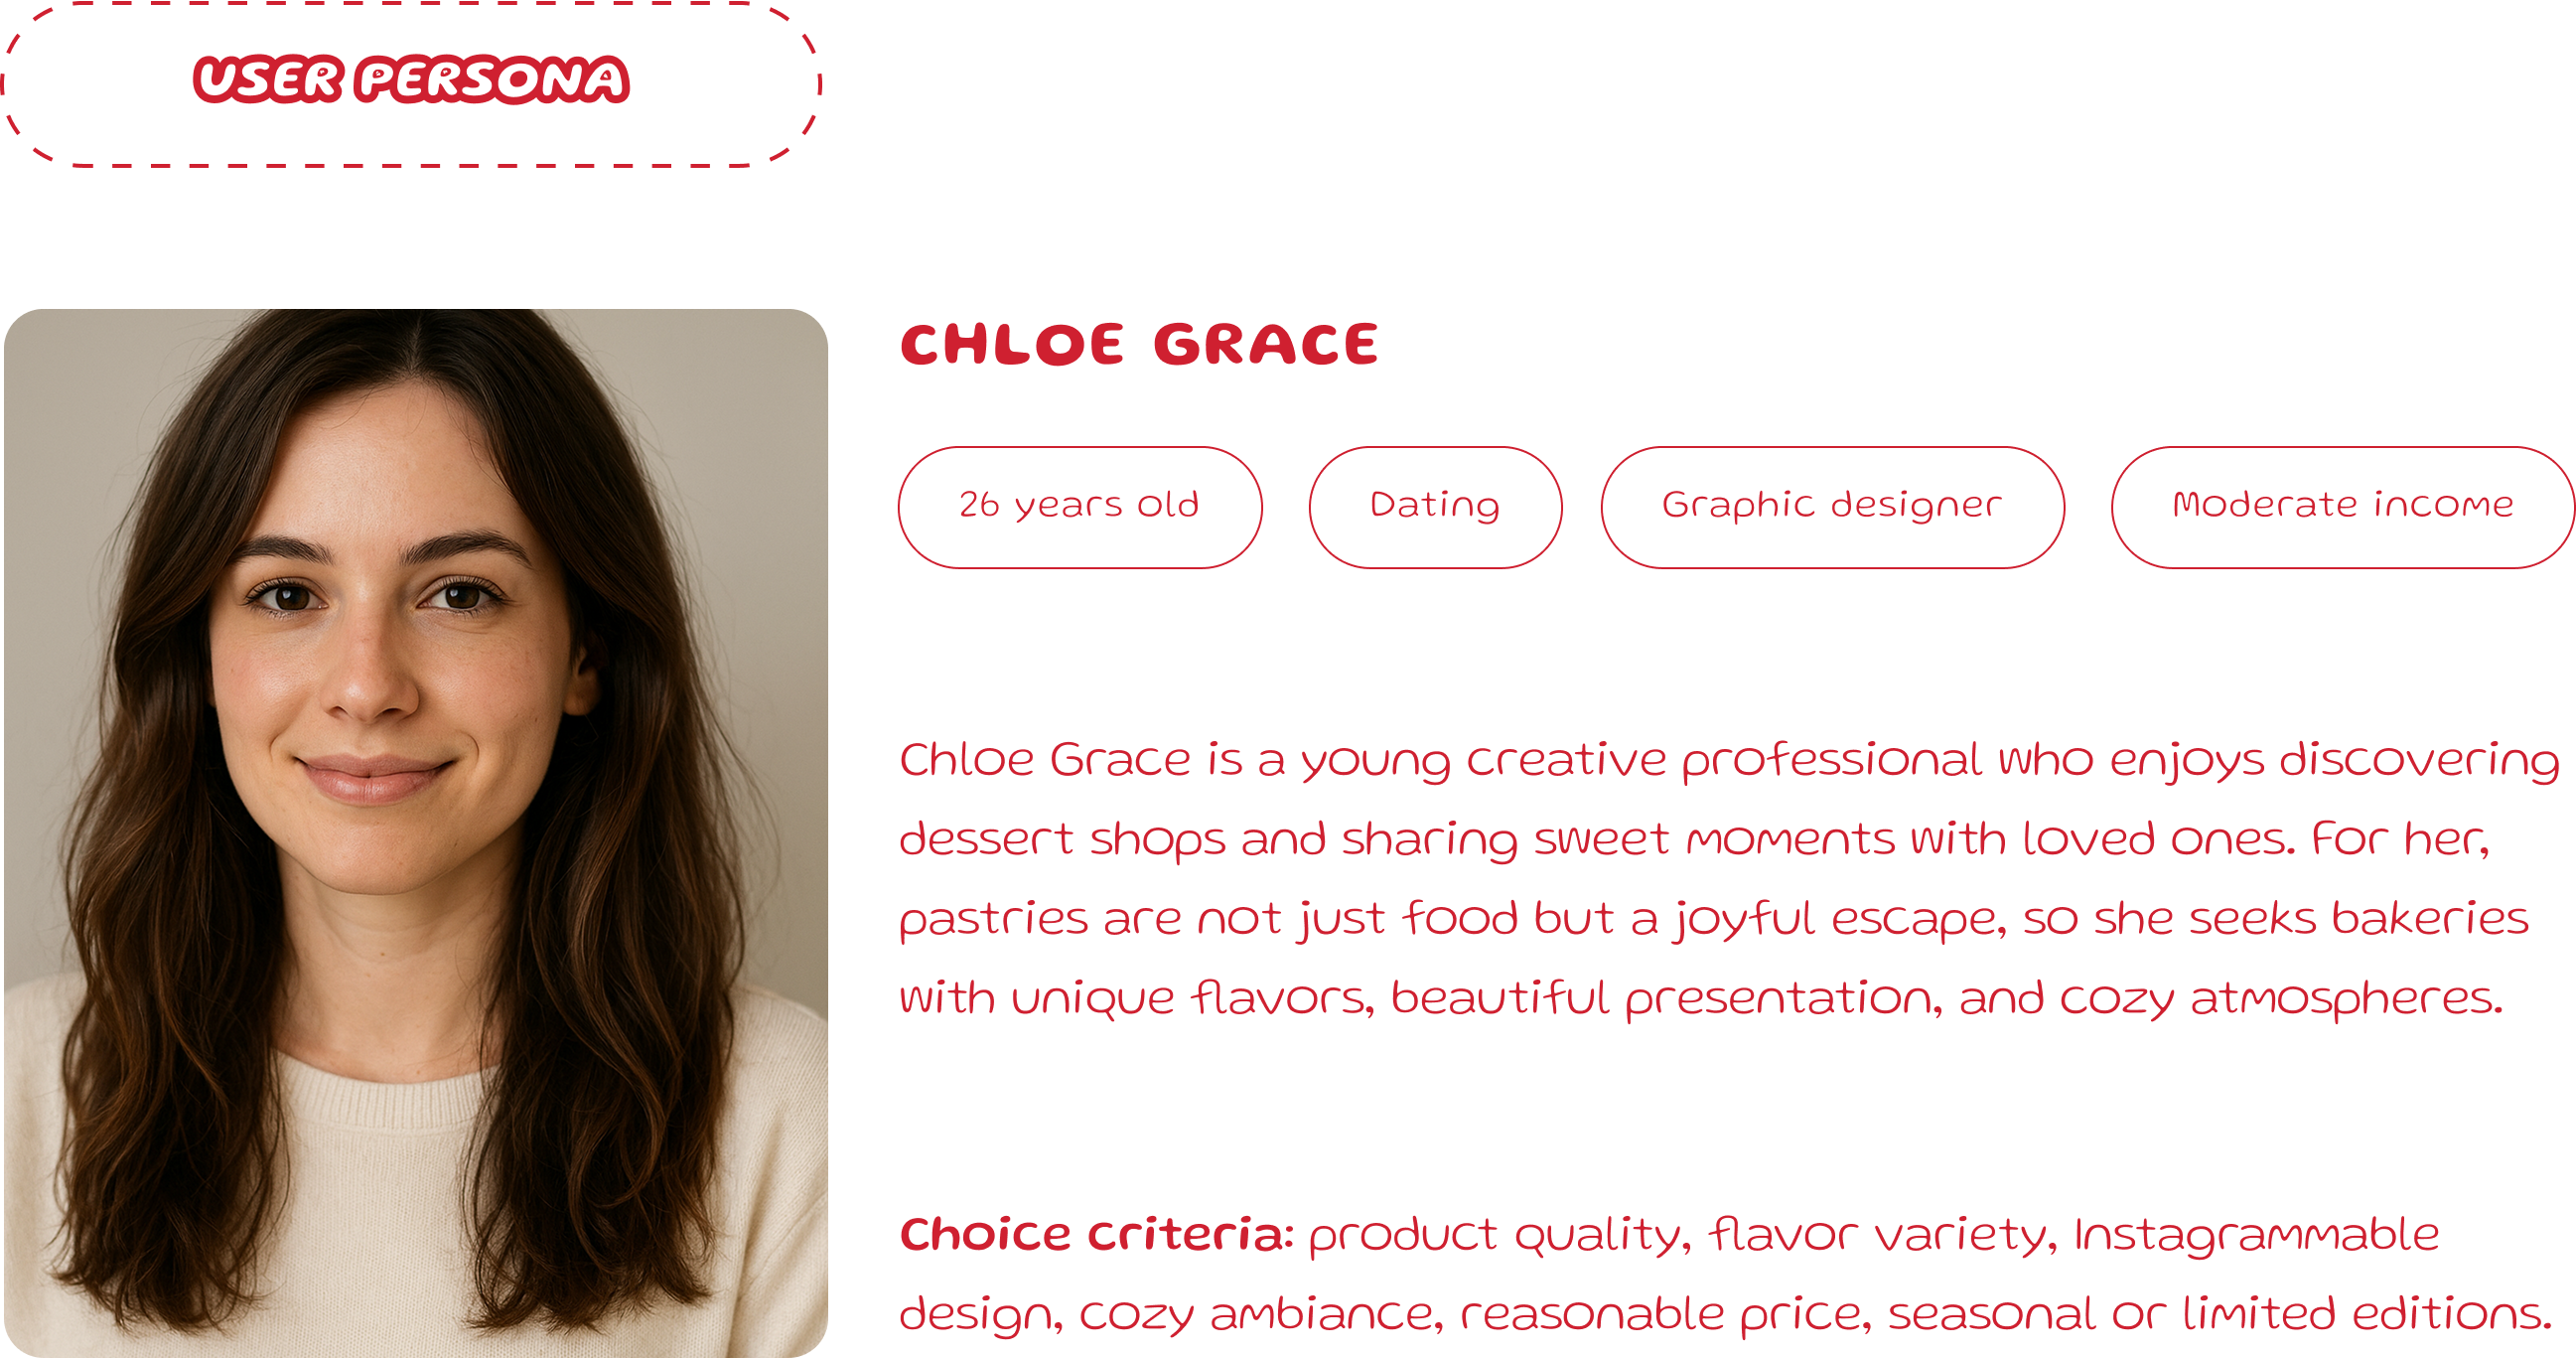 USER PERSONA
CHLOE GRACE
26 years old
Dating
Graphic designer
Moderate income
Chloe Grace is a young creative professional who enjoys discovering
dessert shops and sharing sweet moments with loved ones. For her,
pastries are not just food but a joyful escape, so she seeks bakeries
with unique flavors, beautiful presentation, and cozy atmospheres.
Choice criteria: product quality, flavor variety, Instagrammable
design, cozy ambiance, reasonable price, seasonal or limited editions.